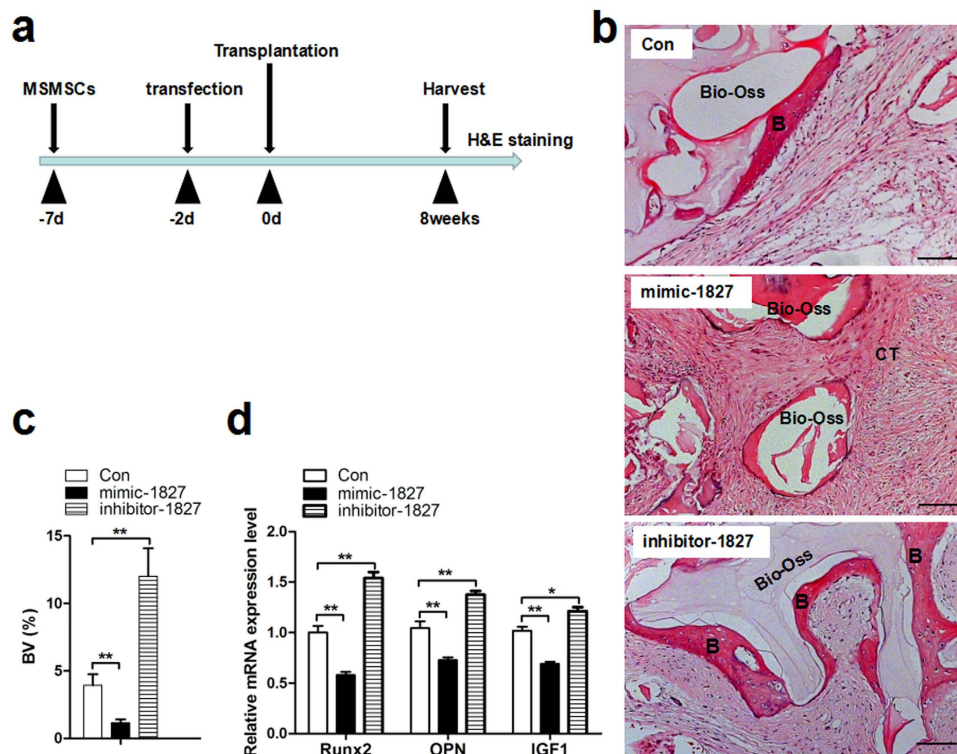 a
Transplantation
MSMSCs transfection Harvest
H&E staining
-7d -2d 0d 8weeks
b
Con
Bio-Oss
B
mimic-1827
Bio-Oss
CT
Bio-Oss
inhibitor-1827
Bio-Oss
B
B
B
c
Con
mimic-1827
inhibitor-1827
BV (%)
15
10
5
0
**
**
d
Con
mimic-1827
inhibitor-1827
Relative mRNA expression level
2.0
1.5
1.0
0.5
0.0
**
**
**
**
*
**
Runx2 OPN IGF1